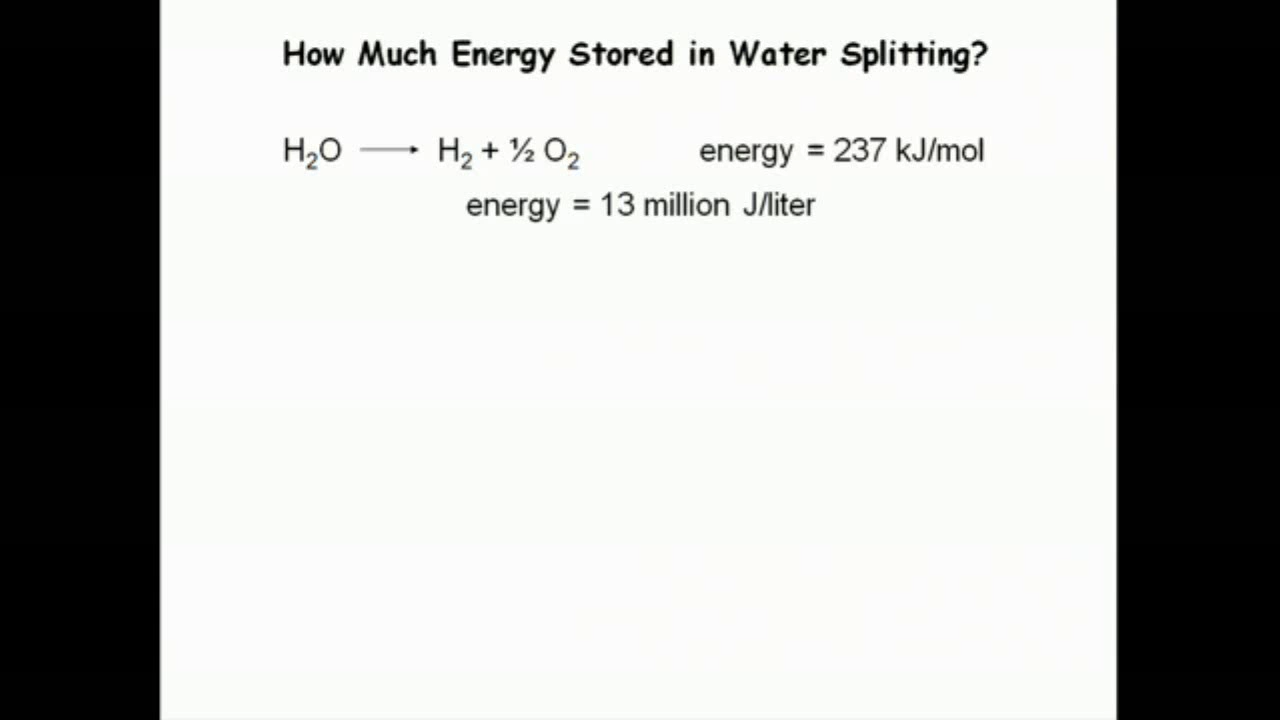 How Much Energy Stored in Water Splitting?
H₂O ⟶ H₂ + ½ O₂ energy = 237 kJ/mol
energy = 13 million J/liter